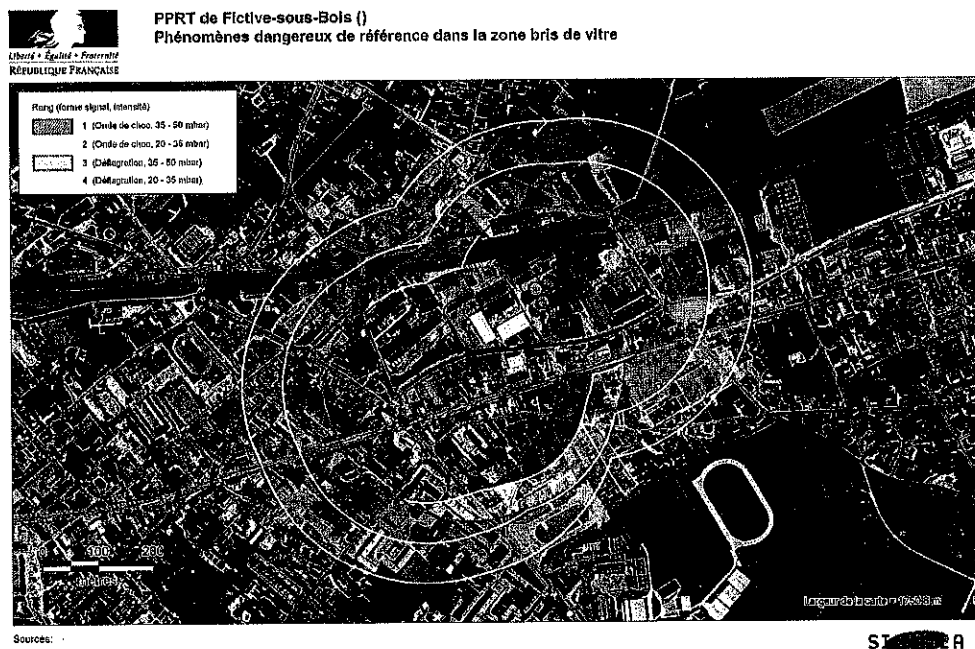 PPRT de Fictive-sous-Bois ()
Phénomènes dangereux de référence dans la zone bris de vitre
Liberté • Égalité • Fraternité
RÉPUBLIQUE FRANÇAISE
Rang (forme signal, intensité)
1 (Onde de choc, 35 - 50 mbar)
2 (Onde de choc, 20 - 35 mbar)
3 (Déflagration, 35 - 50 mbar)
4 (Déflagration, 20 - 35 mbar)
0 100 200
mètres
Largeur de la carte =
Sources: